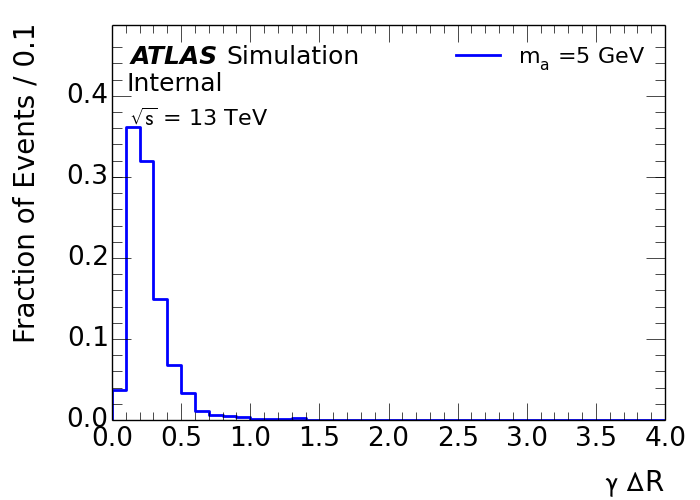 Fraction of Events / 0.1
ATLAS Simulation
Internal
√s = 13 TeV
mₐ =5 GeV
0.4
0.3
0.2
0.1
0.0
0.0 0.5 1.0 1.5 2.0 2.5 3.0 3.5 4.0
γ ΔR